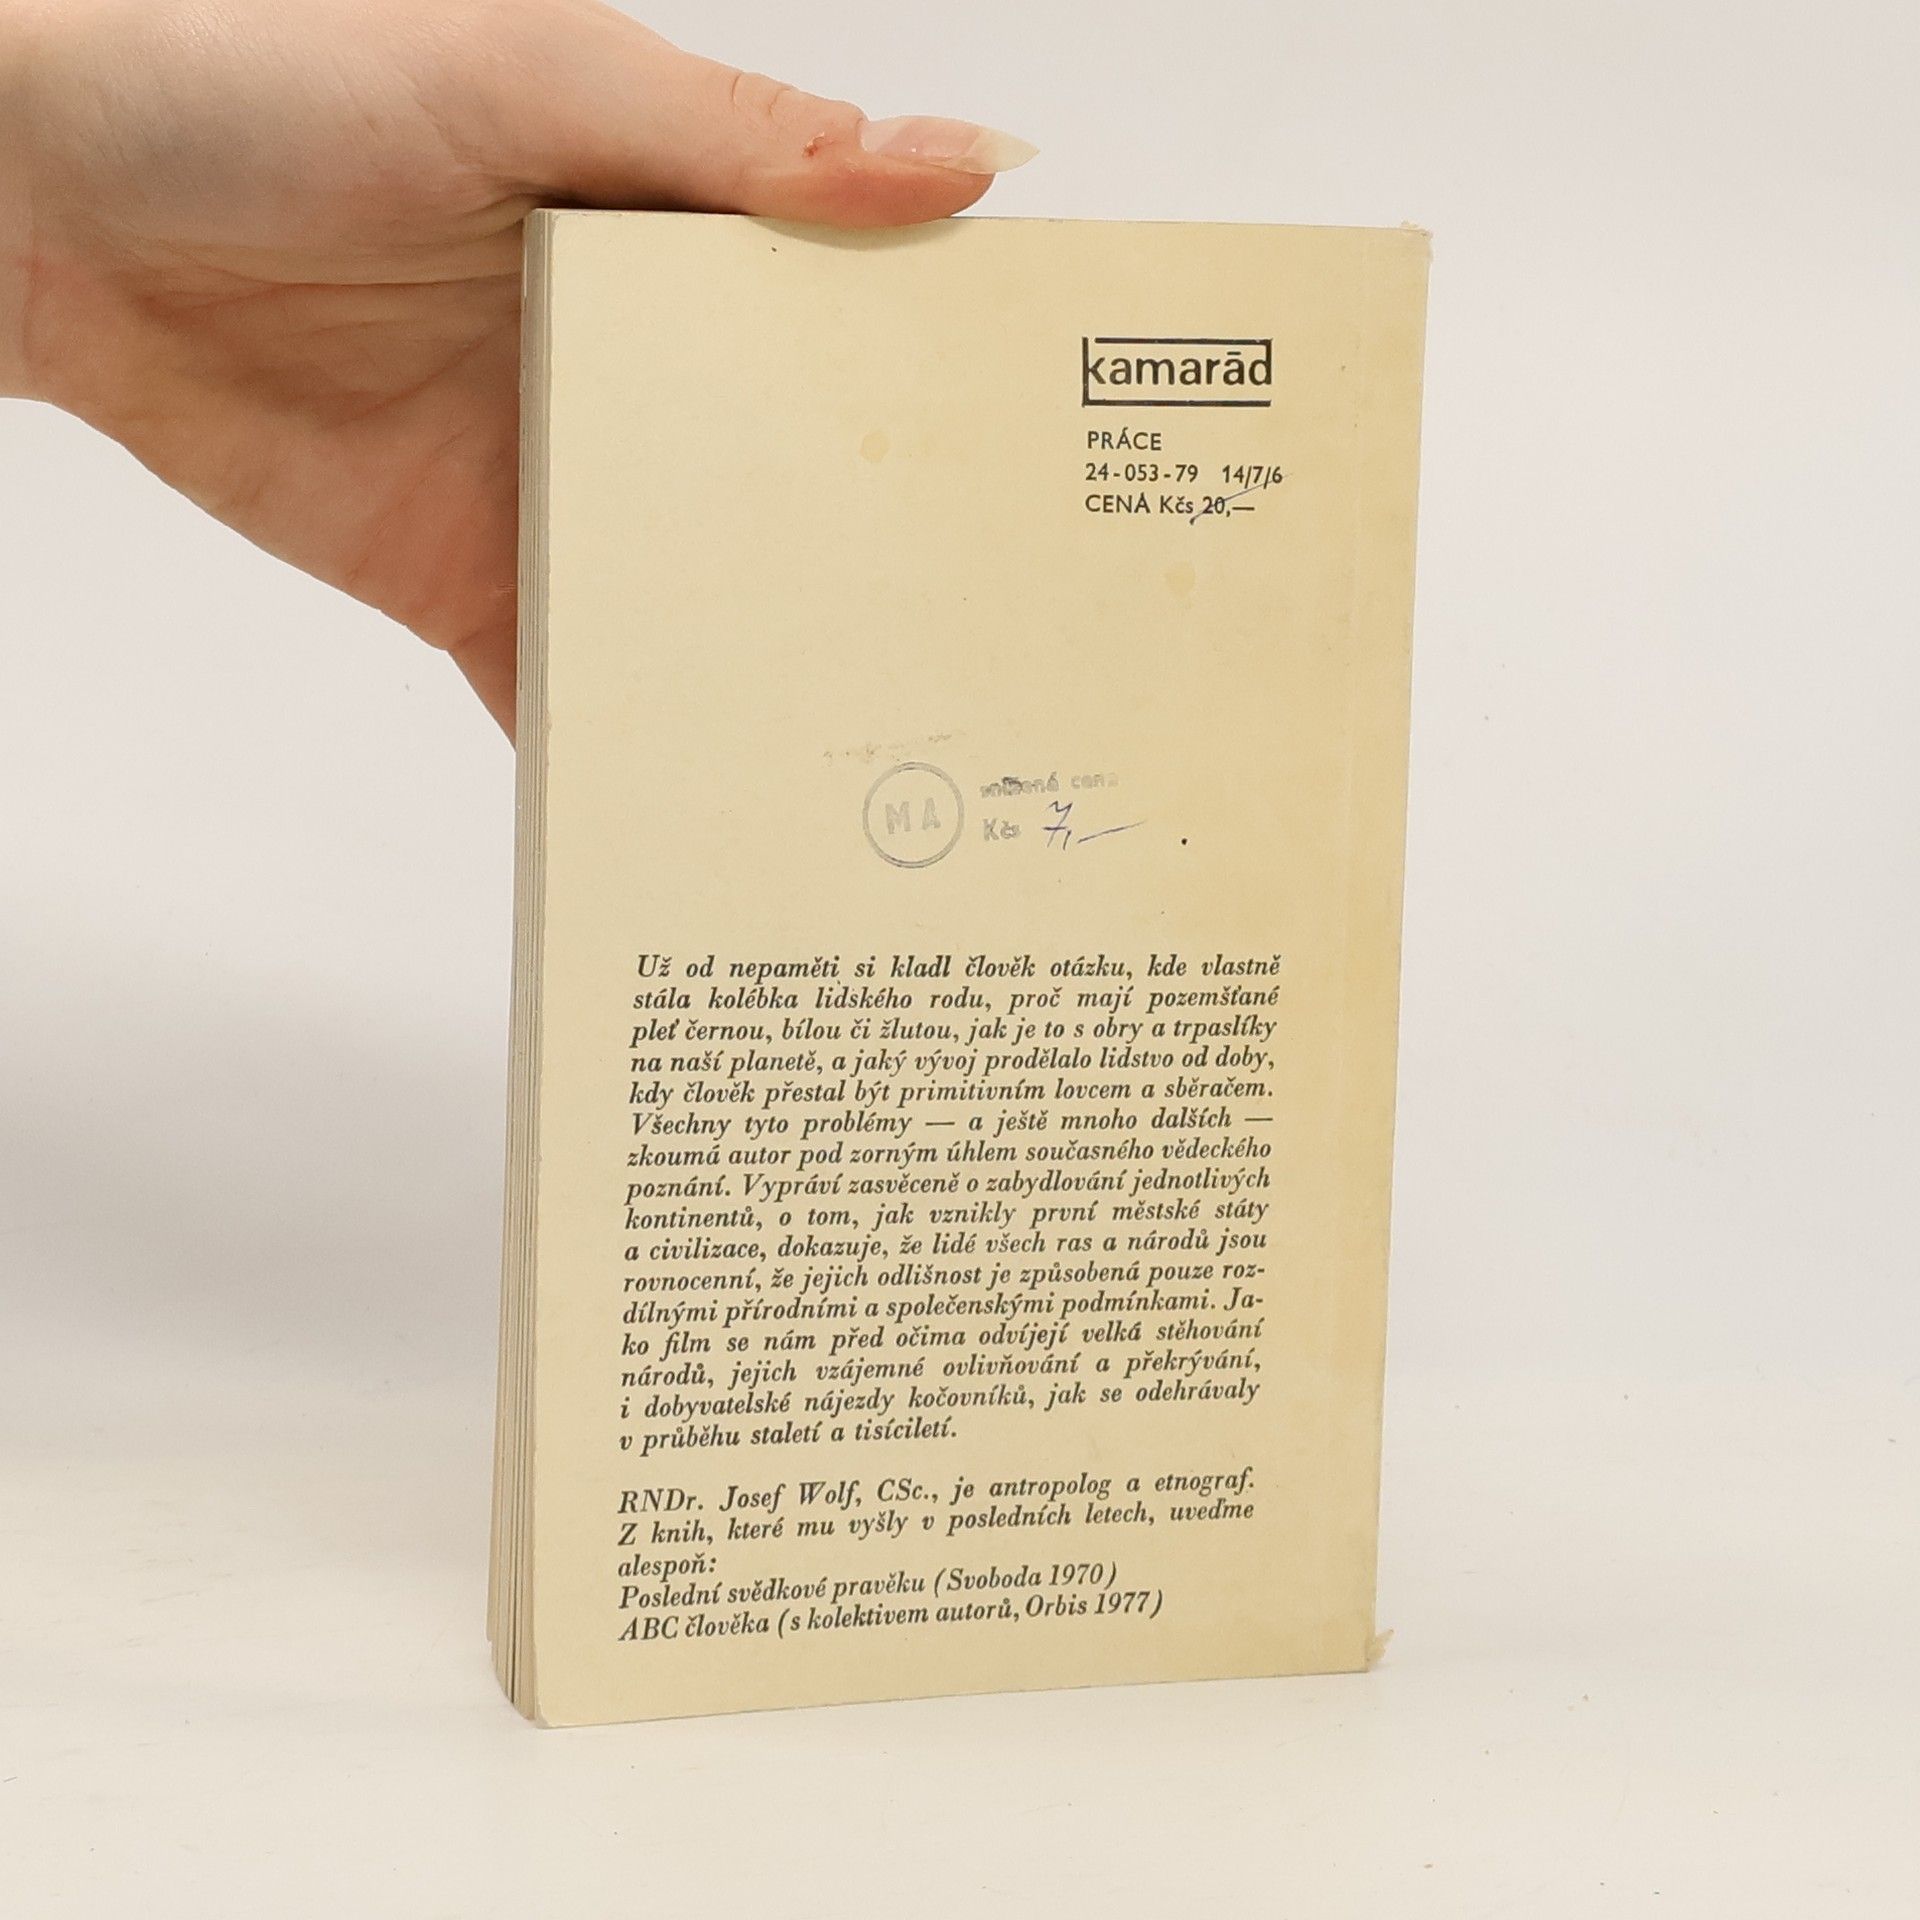 kamarād
PRÁCE
24-053-79 14/7/6
CENA Kčs 20,—
MA
snížená cena
Kčs 7,—
Už od nepaměti si kladl člověk otázku, kde vlastně
stála kolébka lidského rodu, proč mají pozemšťané
pleť černou, bílou či žlutou, jak je to s obry a trpaslíky
na naší planetě, a jaký vývoj prodělalo lidstvo od doby,
kdy člověk přestal být primitivním lovcem a sběračem.
Všechny tyto problémy — a ještě mnoho dalších —
zkoumá autor pod zorným úhlem současného vědeckého
poznání. Vypráví zasvěceně o zabydlování jednotlivých
kontinentů, o tom, jak vznikly první městské státy
a civilizace, dokazuje, že lidé všech ras a národů jsou
rovnocenní, že jejich odlišnost je způsobená pouze roz-
dílnými přírodními a společenskými podmínkami. Ja-
ko film se nám před očima odvíjejí velká stěhování
národů, jejich vzájemné ovlivňování a překrývání,
i dobyvatelské nájezdy kočovníků, jak se odehrávaly
v průběhu staletí a tisíciletí.
RNDr. Josef Wolf, CSc., je antropolog a etnograf.
Z knih, které mu vyšly v posledních letech, uveďme
alespoň:
Poslední svědkové pravěku (Svoboda 1970)
ABC člověka (s kolektivem autorů, Orbis 1977)